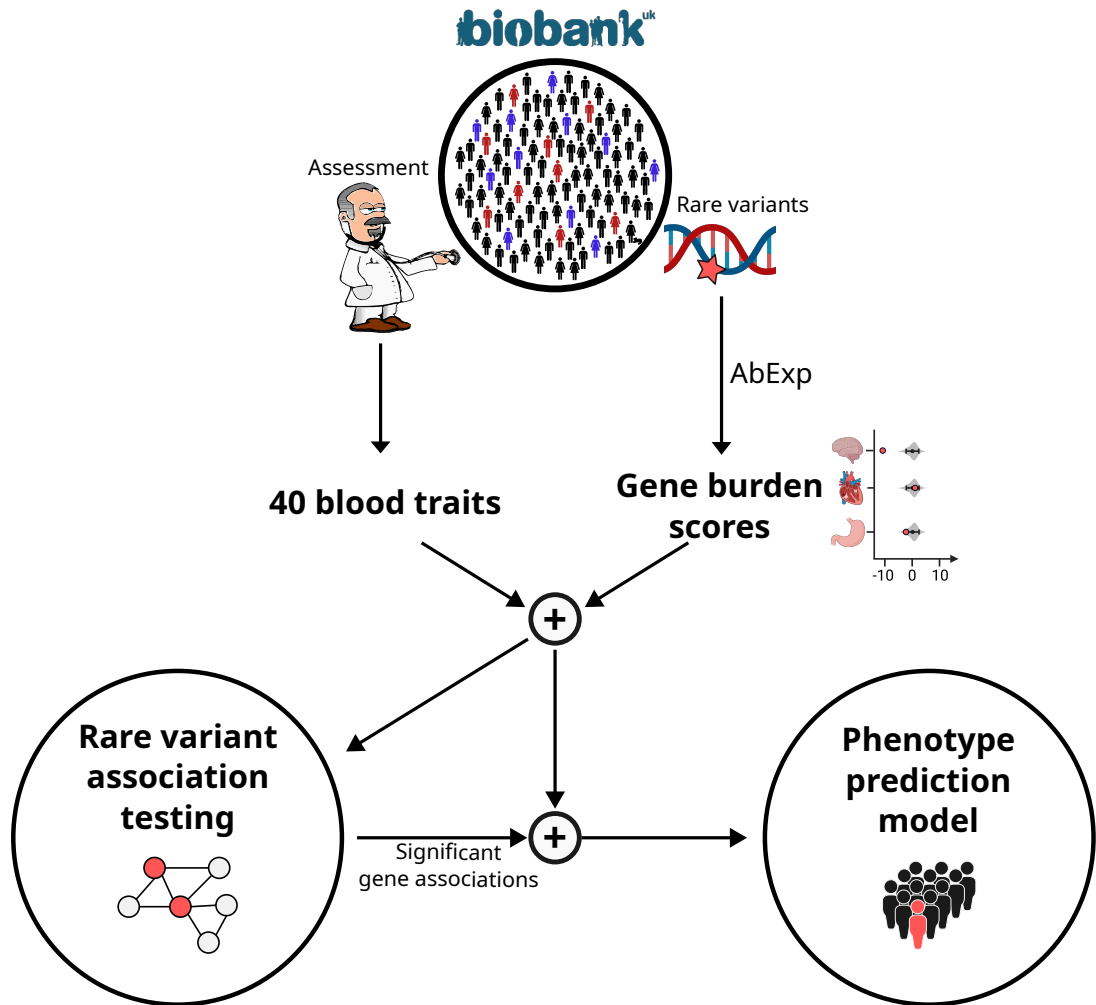 biobank uk
Assessment
Rare variants
AbExp
40 blood traits
Gene burden
scores
-10 0 10
+
Rare variant
association
testing
Significant
gene associations
+
Phenotype
prediction
model